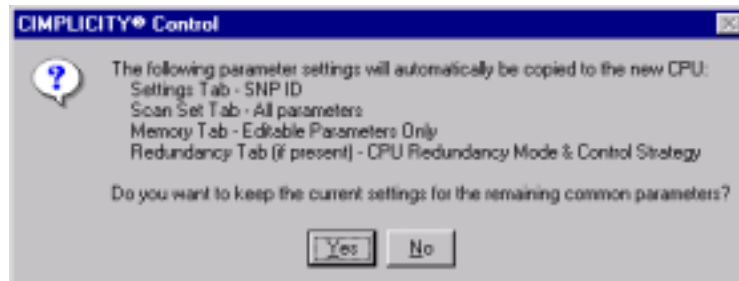 CIMPLICITY® Control
The following parameter settings will automatically be copied to the new CPU:
Settings Tab - SNP ID
Scan Set Tab - All parameters
Memory Tab - Editable Parameters Only
Redundancy Tab (if present) - CPU Redundancy Mode & Control Strategy
Do you want to keep the current settings for the remaining common parameters?
Yes No